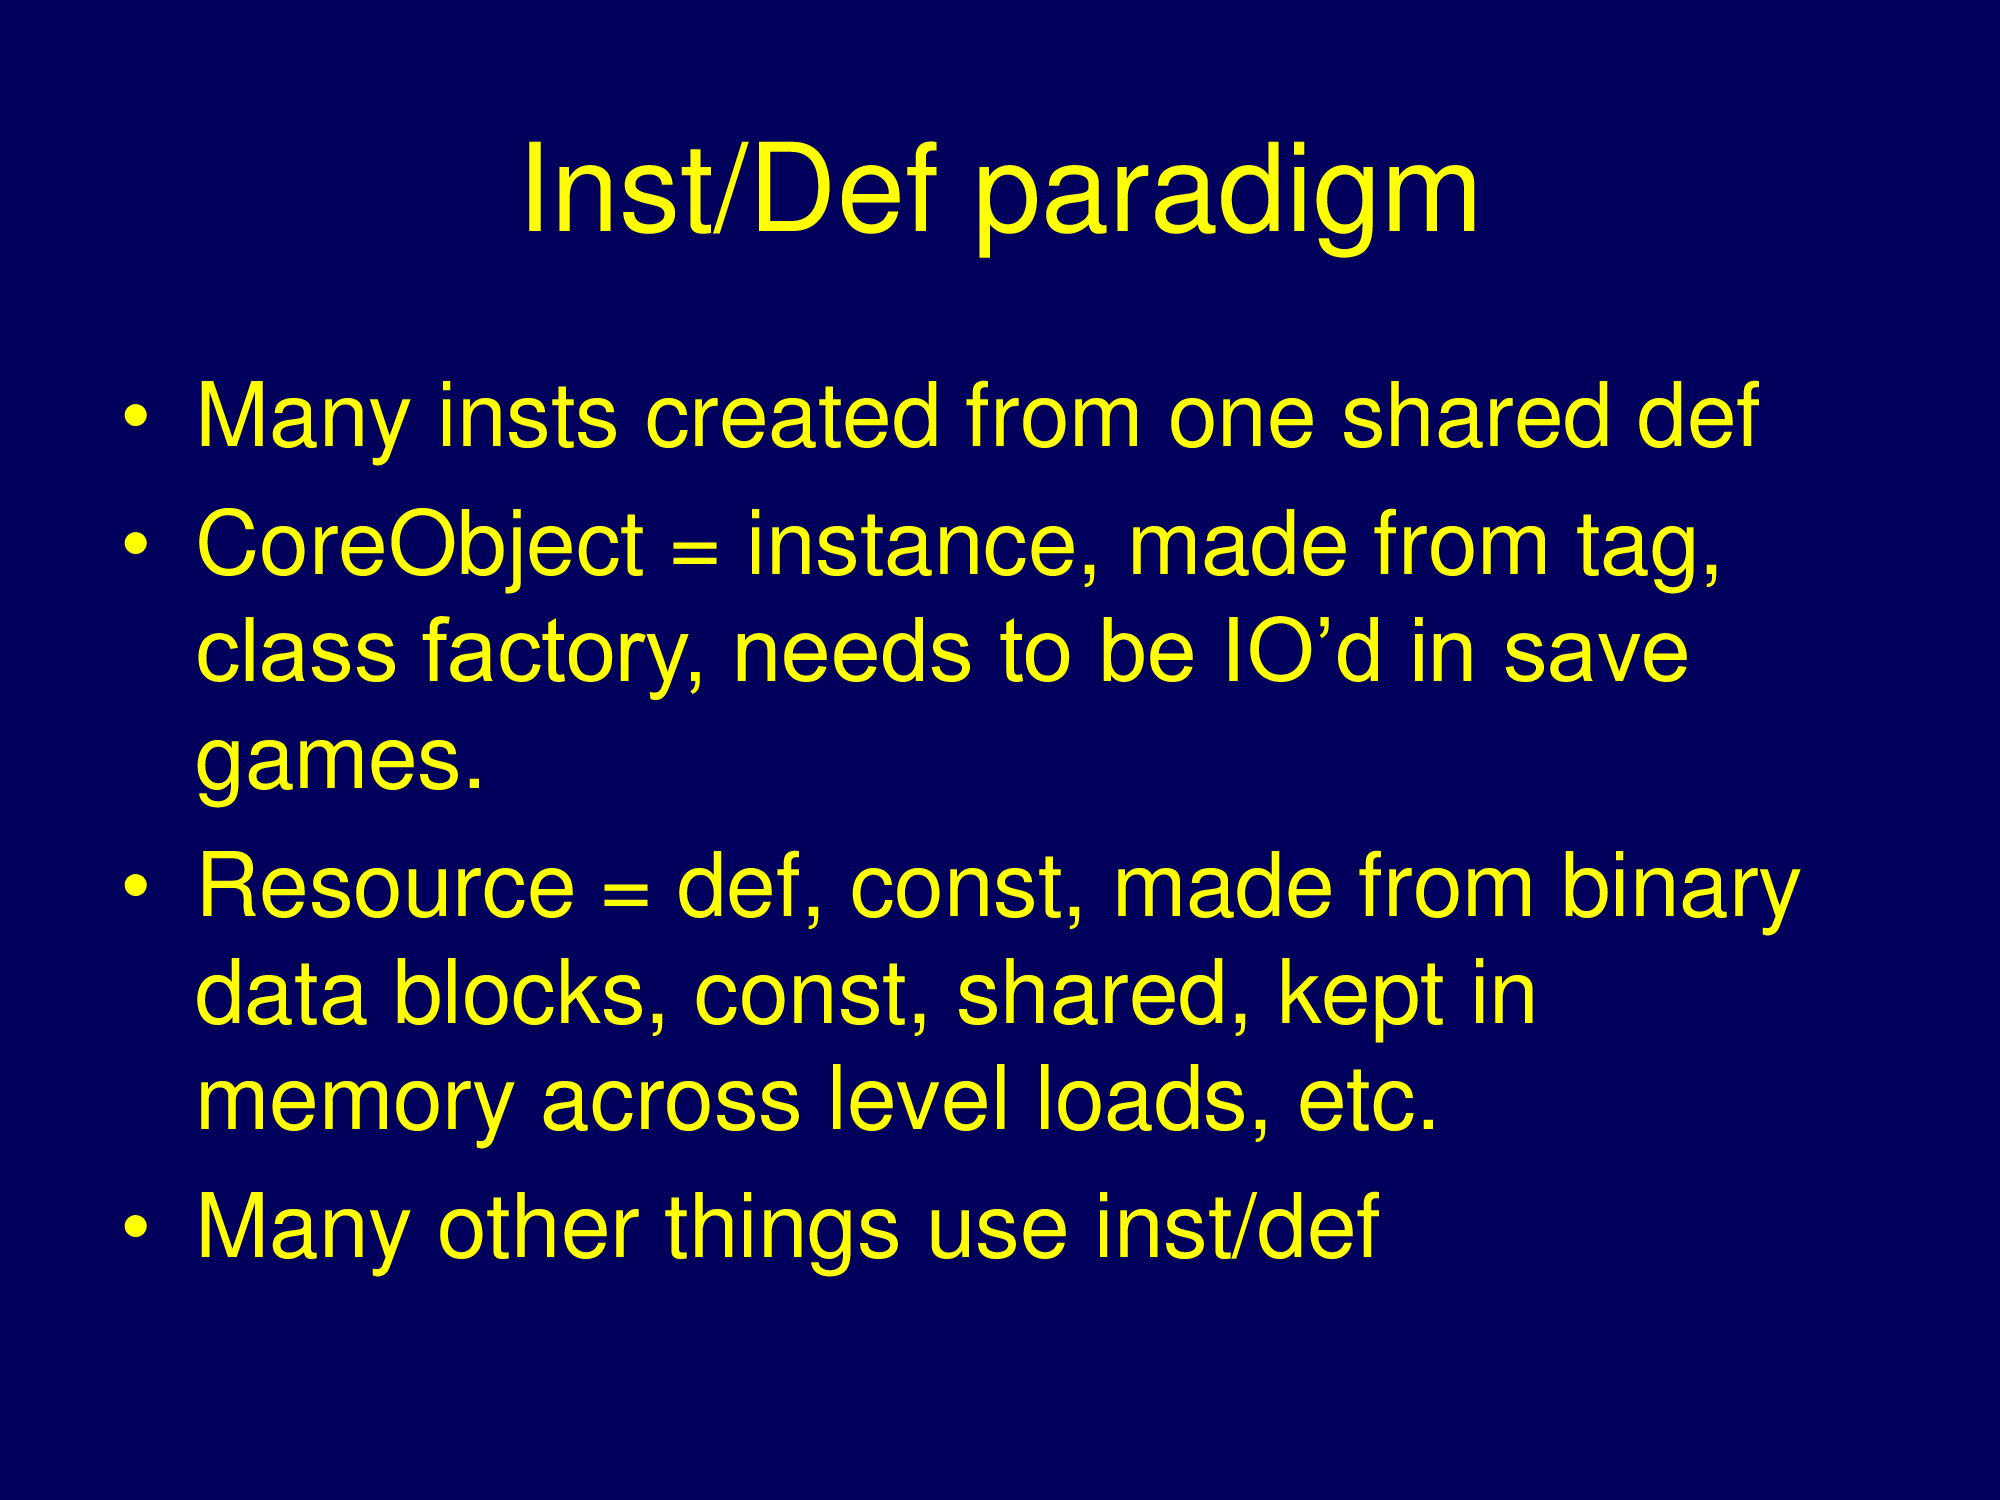 Inst/Def paradigm
• Many insts created from one shared def
• CoreObject = instance, made from tag,
class factory, needs to be IO’d in save
games.
• Resource = def, const, made from binary
data blocks, const, shared, kept in
memory across level loads, etc.
• Many other things use inst/def